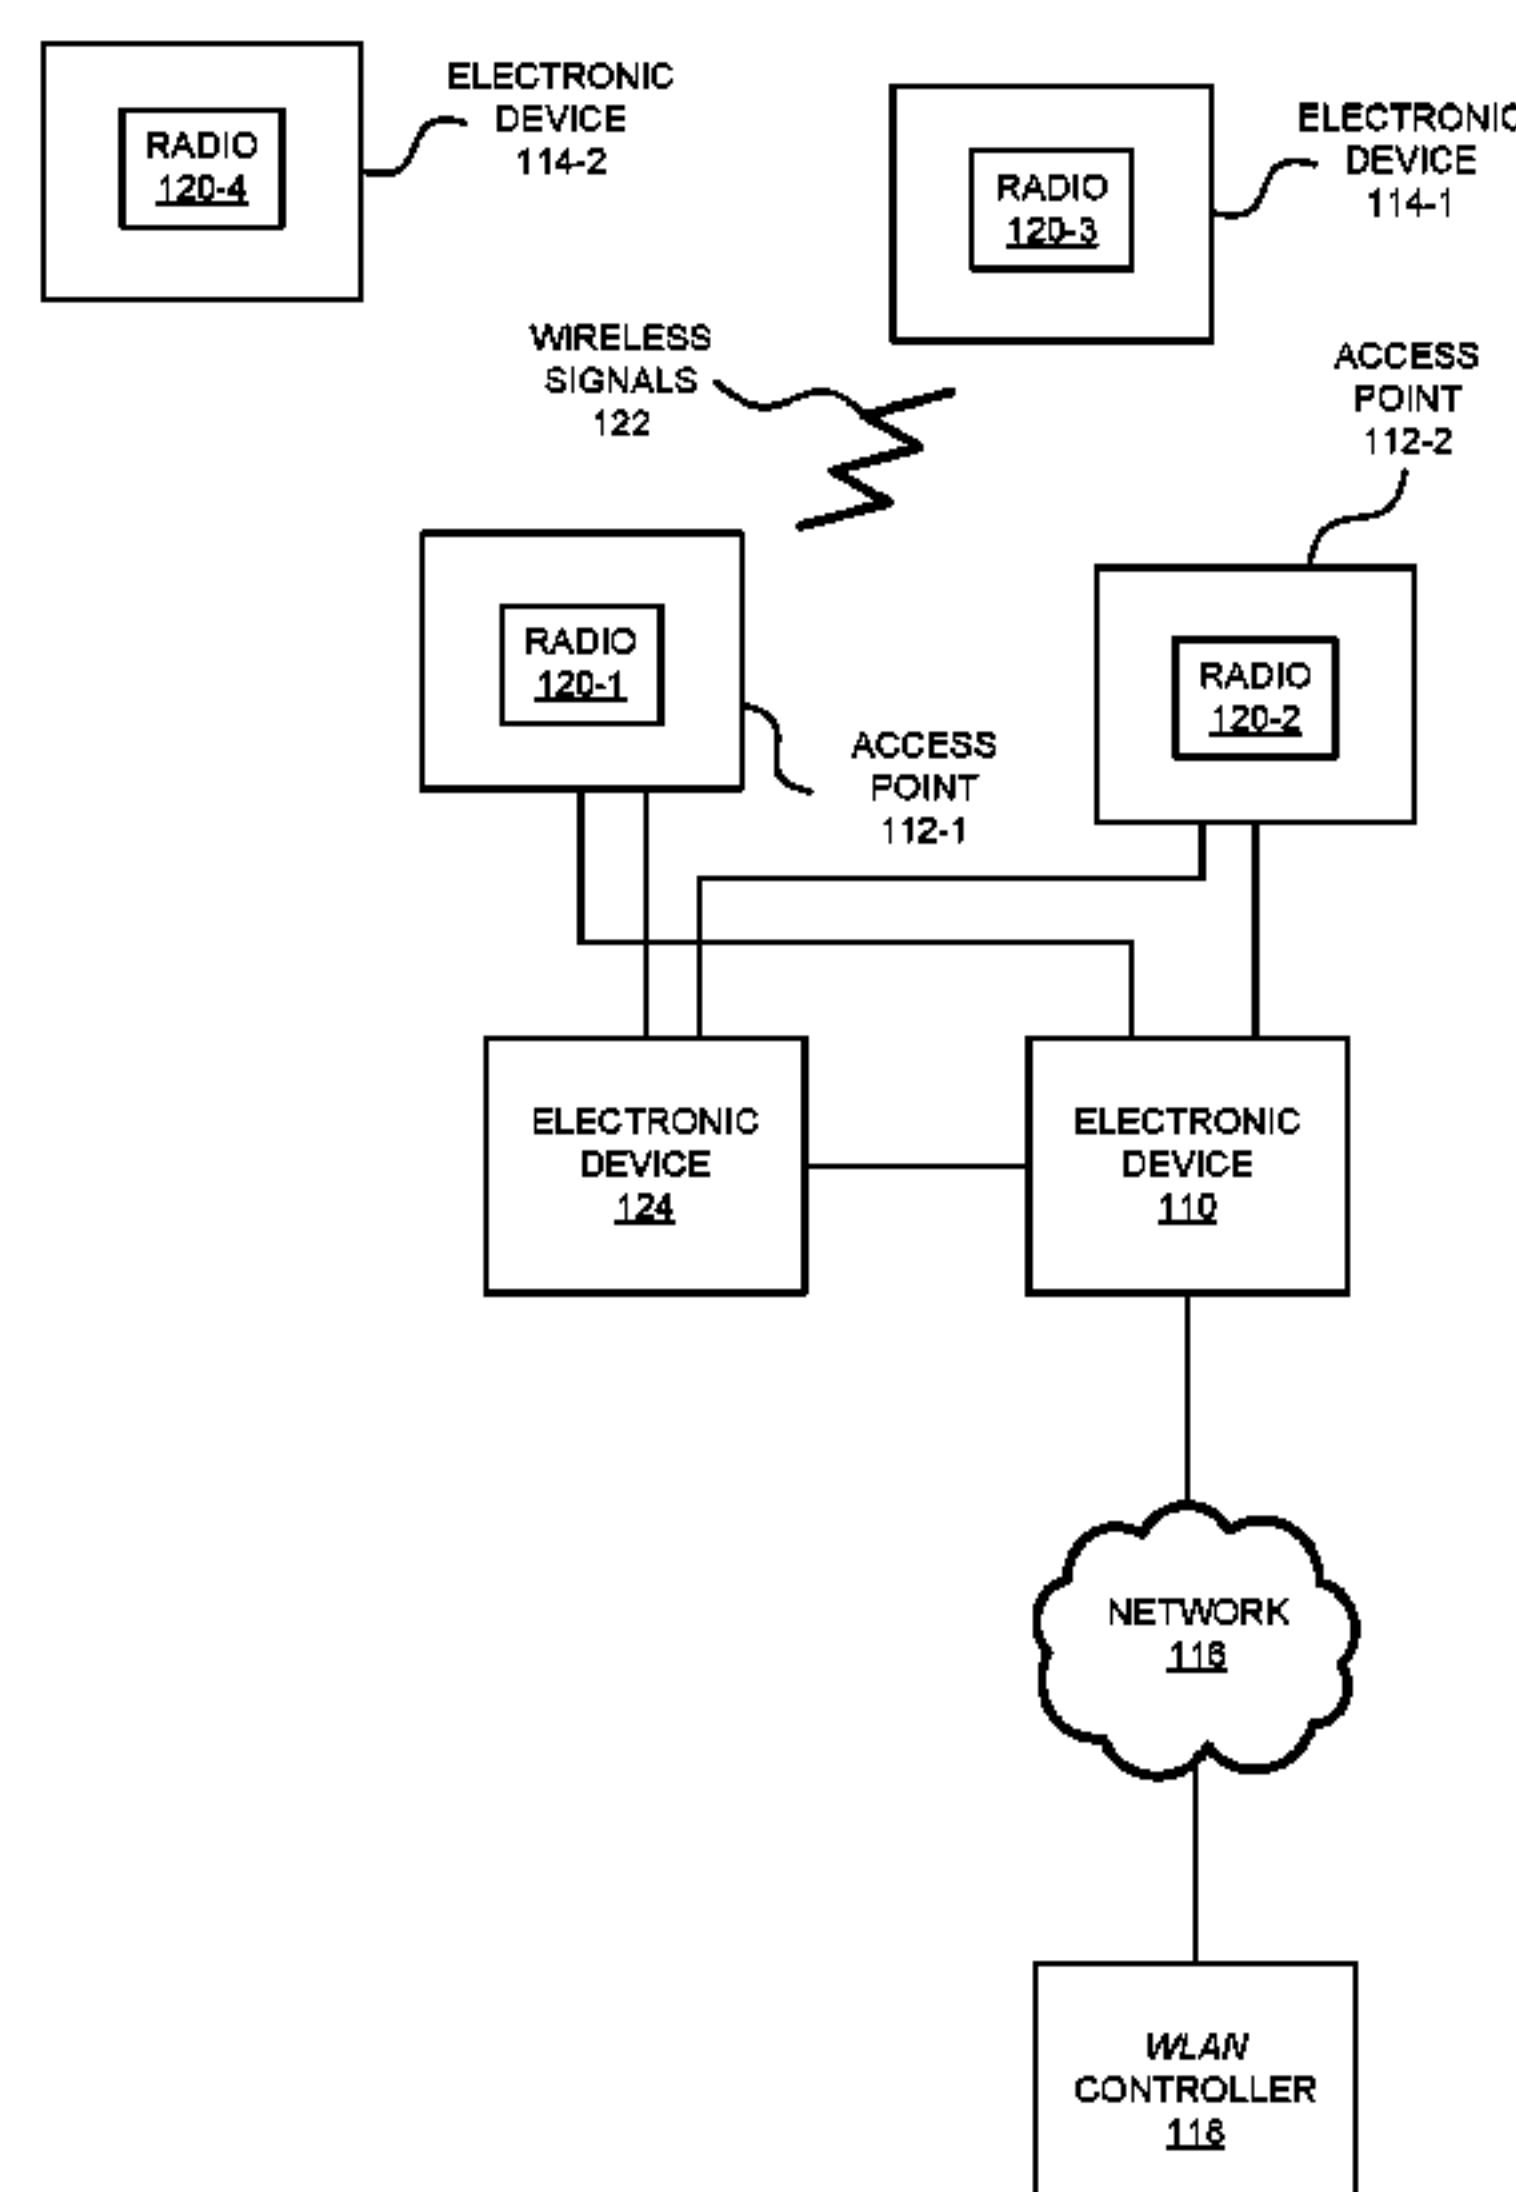 ELECTRONIC
DEVICE
114-2
RADIO
120-4
ELECTRONIC
DEVICE
114-1
RADIO
120-3
WIRELESS
SIGNALS
122
ACCESS
POINT
112-2
RADIO
120-1
RADIO
120-2
ACCESS
POINT
112-1
ELECTRONIC
DEVICE
124
ELECTRONIC
DEVICE
110
NETWORK
116
WLAN
CONTROLLER
118